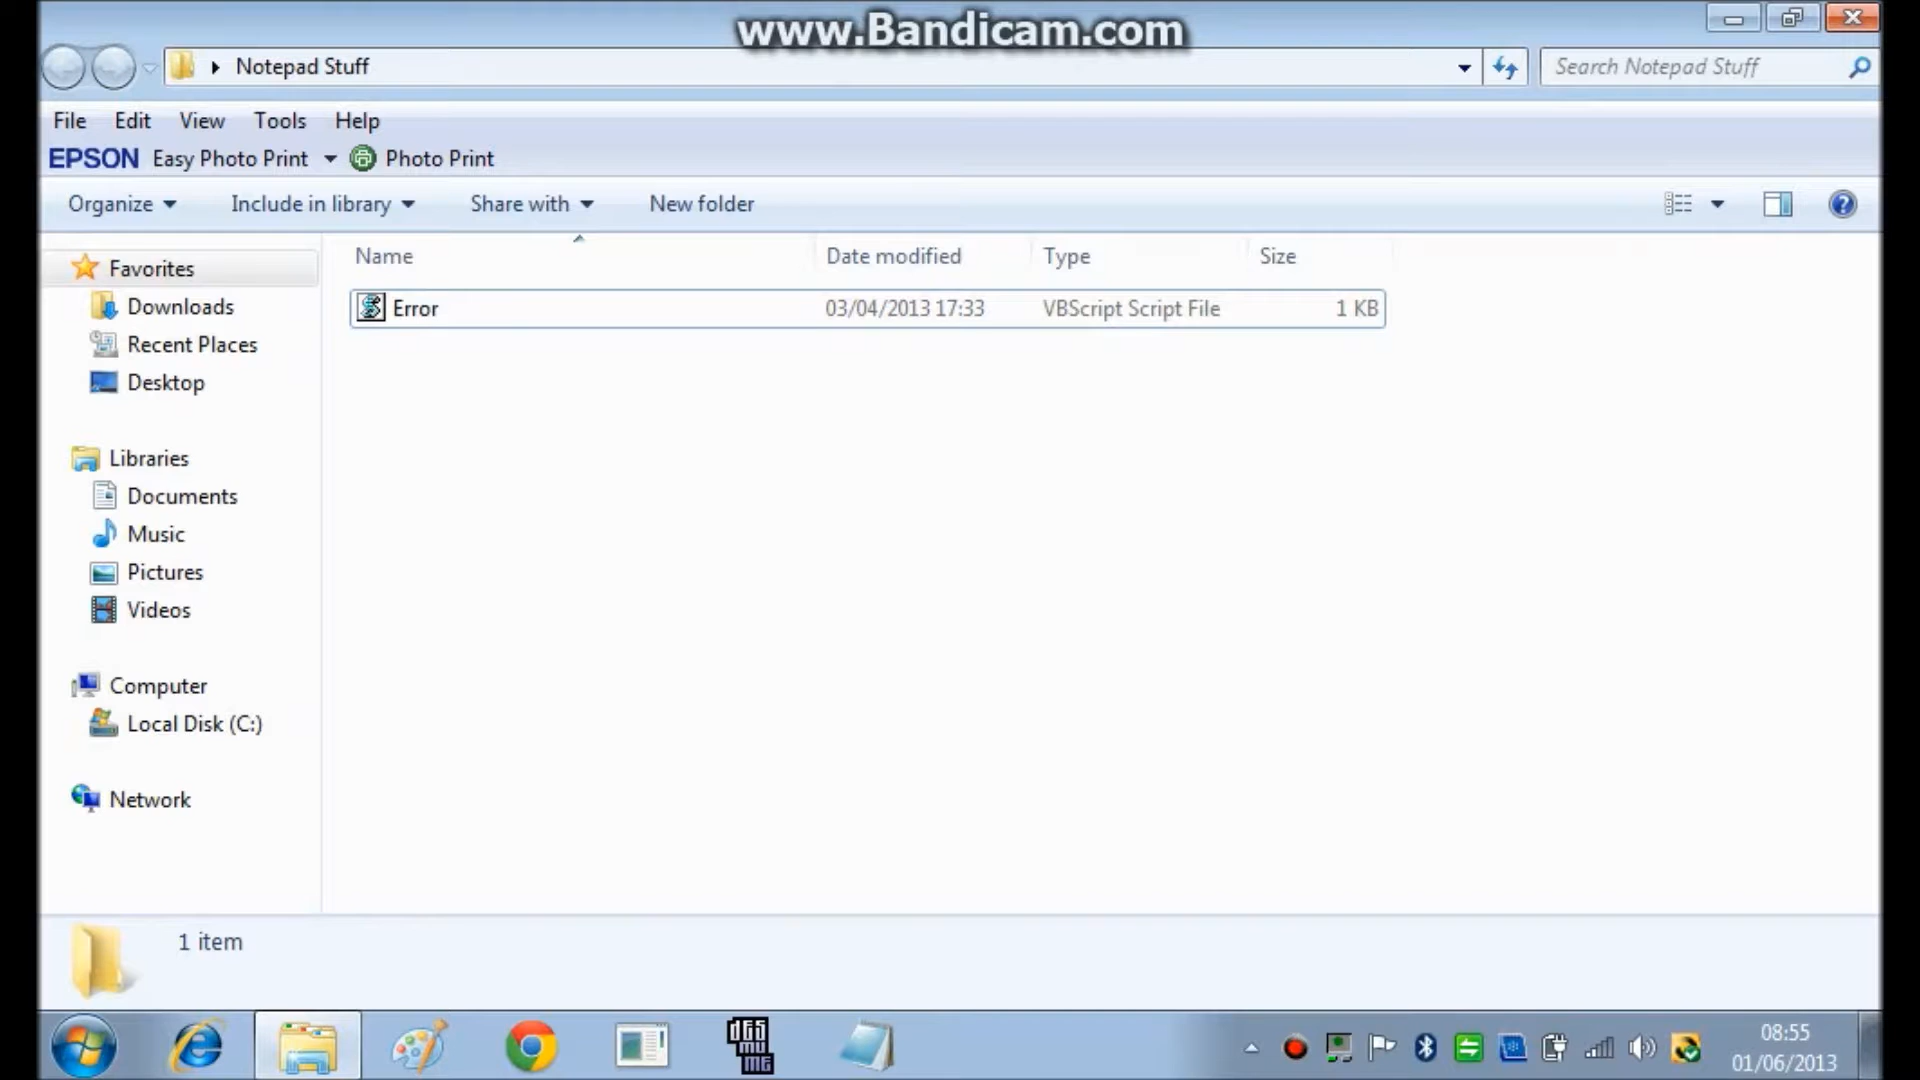 www.Bandicam.com
Notepad Stuff
Search Notepad Stuff
File Edit View Tools Help
EPSON Easy Photo Print Photo Print
Organize Include in library Share with New folder
Name Date modified Type Size
Favorites
Error 03/04/2013 17:33 VBScript Script File 1 KB
Downloads
Recent Places
Desktop
Libraries
Documents
Music
Pictures
Videos
Computer
Local Disk (C:)
Network
1 item
08:55
01/06/2013